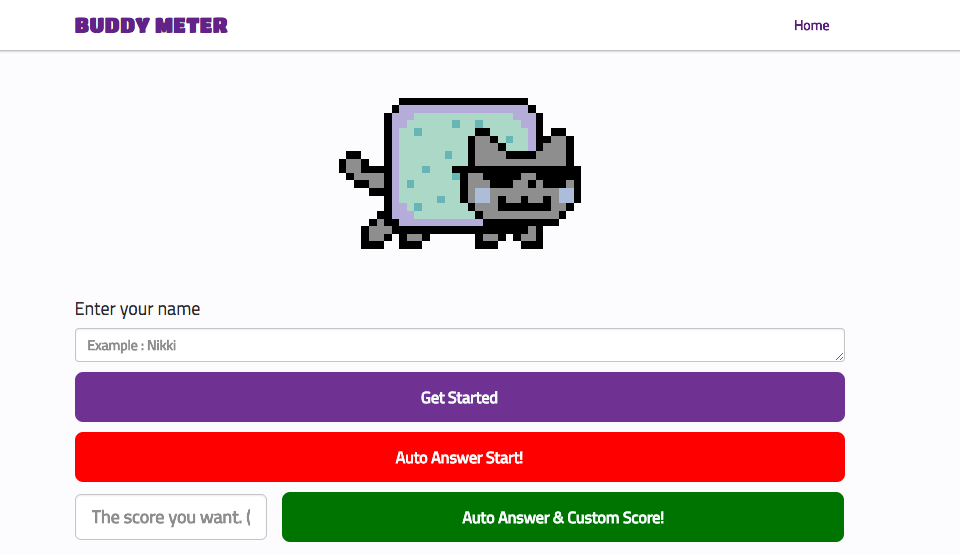 BUDDY METER
Home
Enter your name
Example : Nikki
Get Started
Auto Answer Start!
The score you want. (
Auto Answer & Custom Score!